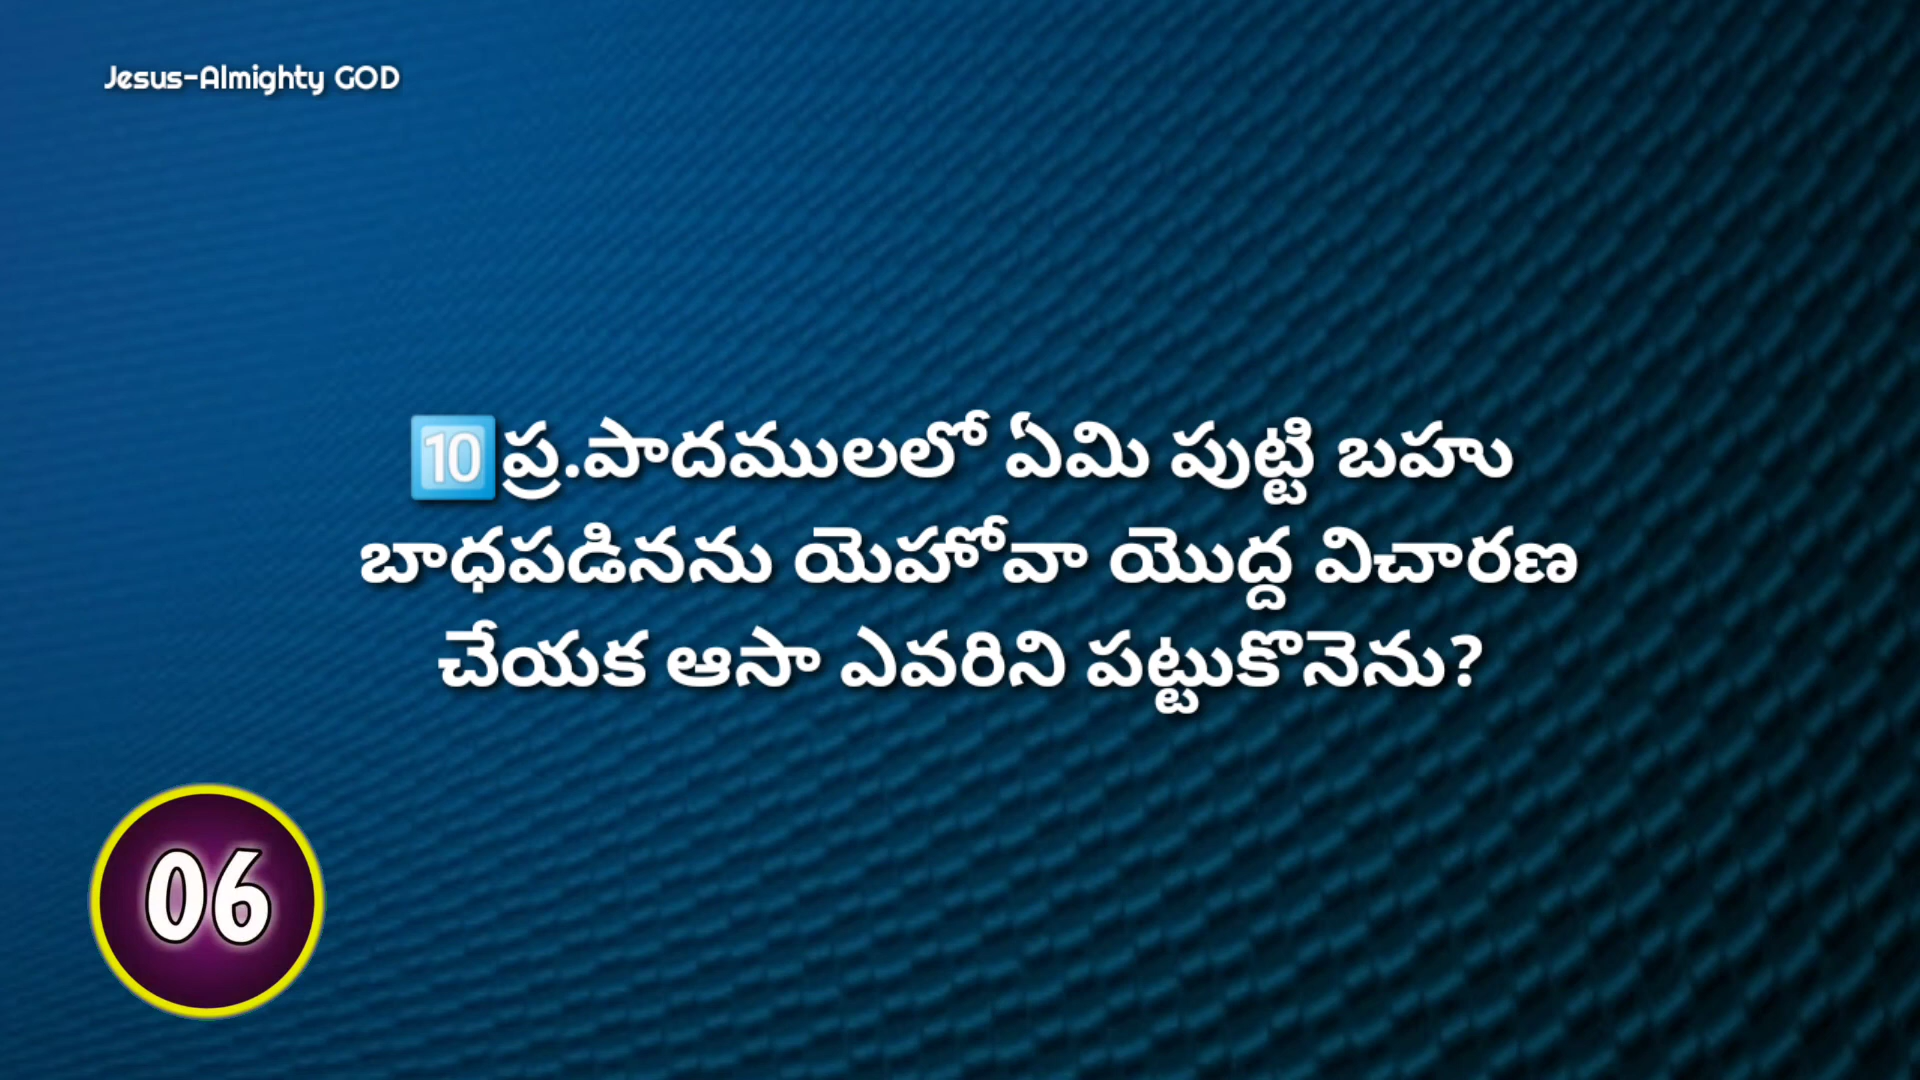 Jesus-Almighty GOD
🔟ప్ర.పాదములలో ఏమి పుట్టి బహు
బాధపడినను యెహోవా యొద్ద విచారణ
చేయక ఆసా ఎవరిని పట్టుకొనెను?
06